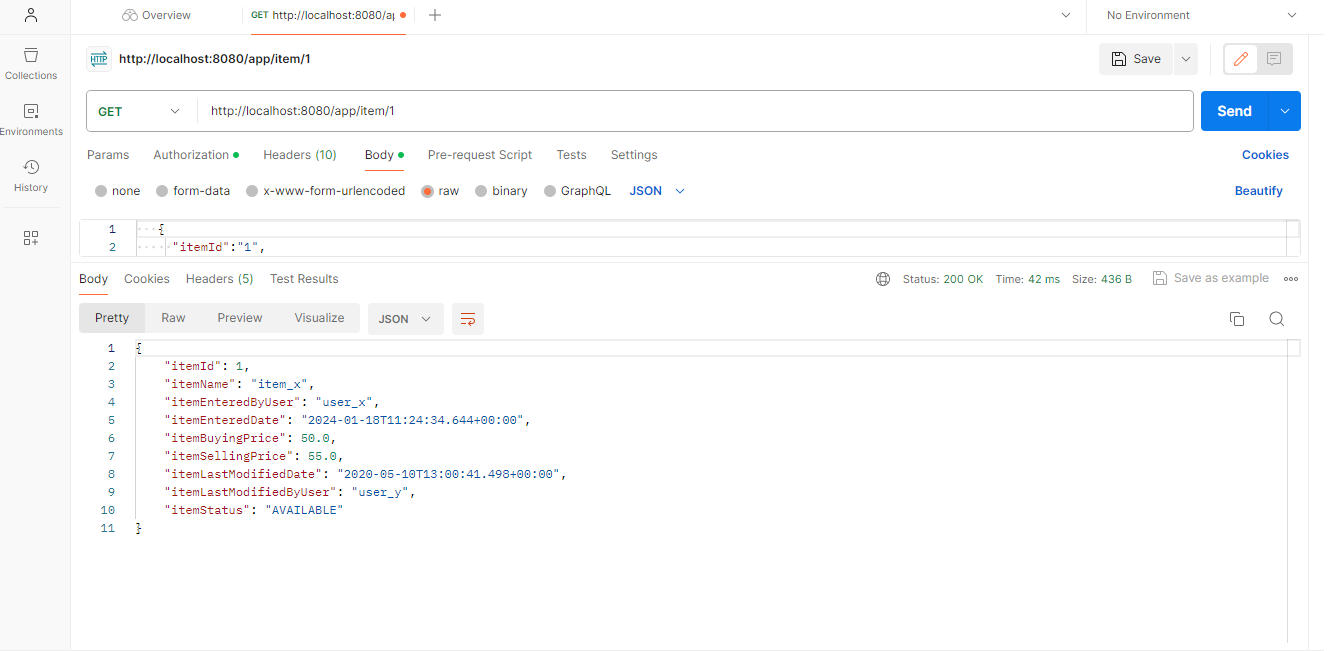 Overview
GET http://localhost:8080/ap
No Environment
Collections
Environments
History
HTTP http://localhost:8080/app/item/1
Save
GET http://localhost:8080/app/item/1
Send
Params Authorization Headers (10) Body Pre-request Script Tests Settings Cookies
none form-data x-www-form-urlencoded raw binary GraphQL JSON Beautify
1 {
2 "itemId":"1",
Body Cookies Headers (5) Test Results Status: 200 OK Time: 42 ms Size: 436 B Save as example
Pretty Raw Preview Visualize JSON
1 {
2 "itemId": 1,
3 "itemName": "item_x",
4 "itemEnteredByUser": "user_x",
5 "itemEnteredDate": "2024-01-18T11:24:34.644+00:00",
6 "itemBuyingPrice": 50.0,
7 "itemSellingPrice": 55.0,
8 "itemLastModifiedDate": "2020-05-10T13:00:41.498+00:00",
9 "itemLastModifiedByUser": "user_y",
10 "itemStatus": "AVAILABLE"
11 }